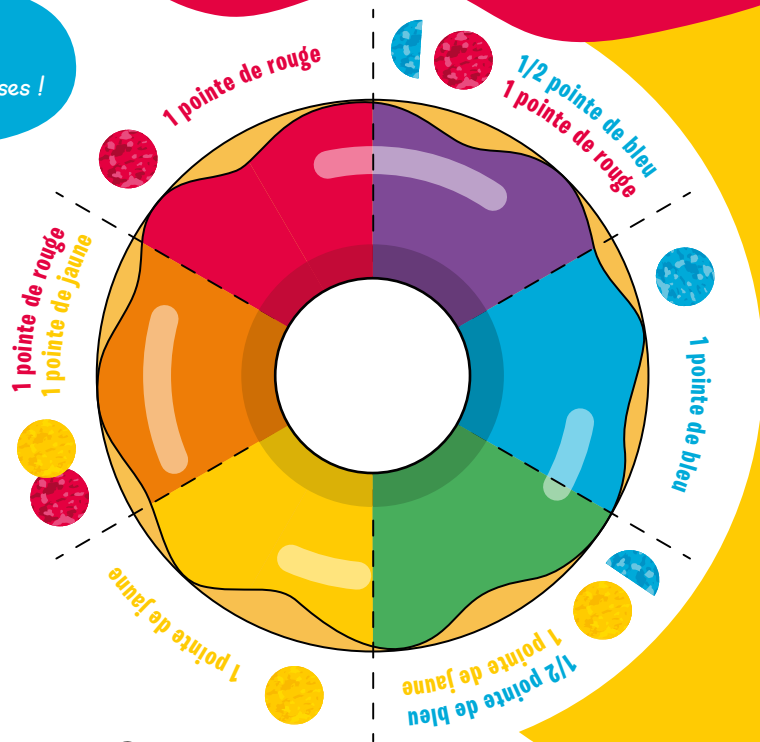 ses !
1 pointe de rouge
1/2 pointe de bleu
1 pointe de rouge
1 pointe de bleu
1 pointe de jaune
1/2 pointe de bleu
1 pointe de jaune
1 pointe de rouge
1 pointe de jaune